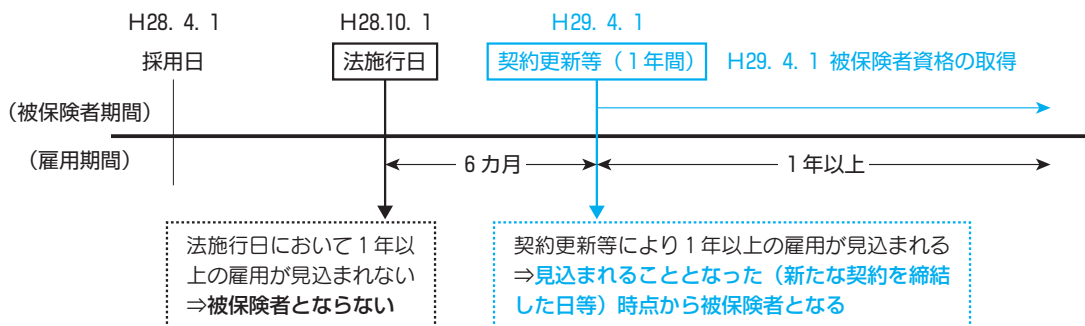 H28. 4. 1 H28.10. 1 H29. 4. 1
採用日 法施行日 契約更新等（1年間） H29. 4. 1 被保険者資格の取得
（被保険者期間）
（雇用期間）
6カ月 1年以上
法施行日において1年以
上の雇用が見込まれない
⇒被保険者とならない
契約更新等により1年以上の雇用が見込まれる
⇒見込まれることとなった（新たな契約を締結
した日等）時点から被保険者となる